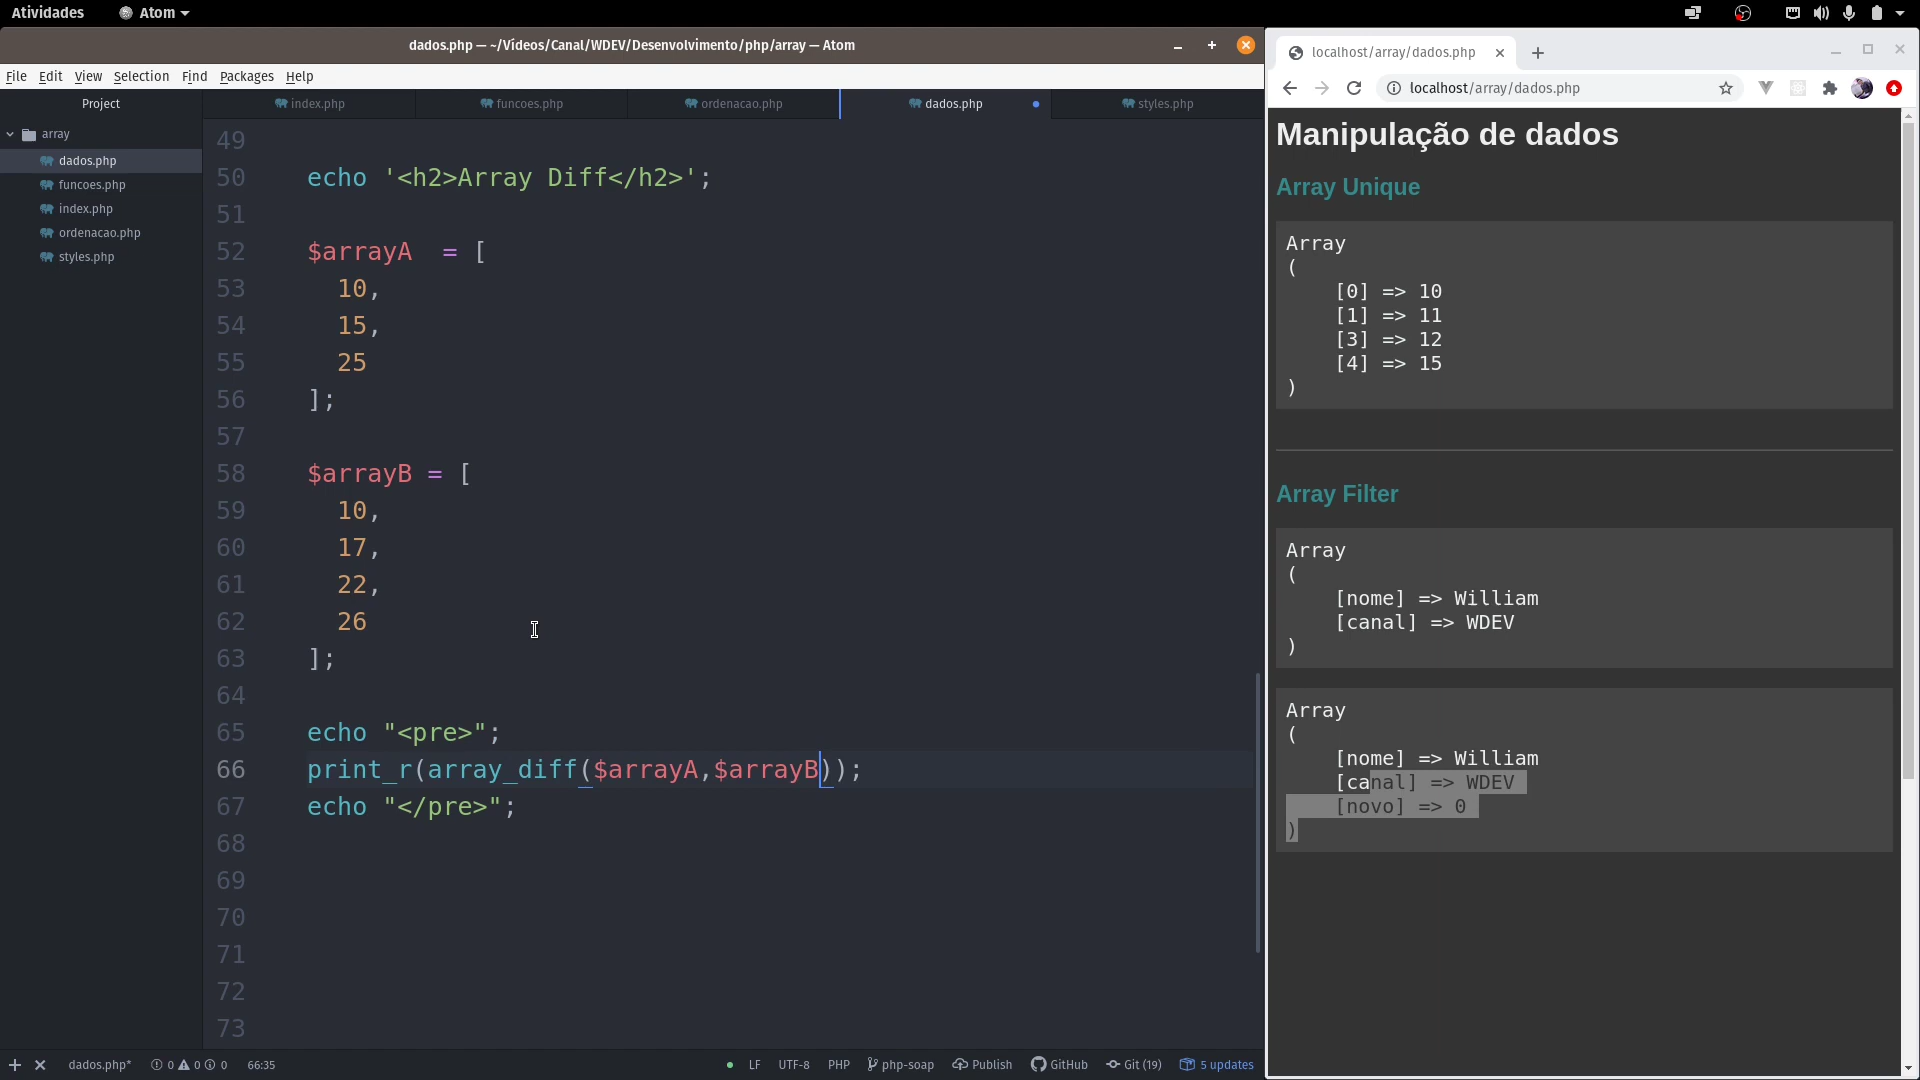 Atividades
Atom
dados.php — ~/Vídeos/Canal/WDEV/Desenvolvimento/php/array — Atom
File Edit View Selection Find Packages Help
Project
array
dados.php
funcoes.php
index.php
ordenacao.php
styles.php
index.php
funcoes.php
ordenacao.php
dados.php
styles.php
49
50 echo '<h2>Array Diff</h2>';
51
52 $arrayA  = [
53   10,
54   15,
55   25
56 ];
57
58 $arrayB = [
59   10,
60   17,
61   22,
62   26
63 ];
64
65 echo "<pre>";
66 print_r(array_diff($arrayA,$arrayB));
67 echo "</pre>";
68
69
70
71
72
73
dados.php* 0 0 0 66:35
LF UTF-8 PHP php-soap Publish GitHub Git (19) 5 updates
localhost/array/dados.php
localhost/array/dados.php
Manipulação de dados
Array Unique
Array
(
    [0] => 10
    [1] => 11
    [3] => 12
    [4] => 15
)
Array Filter
Array
(
    [nome] => William
    [canal] => WDEV
)
Array
(
    [nome] => William
    [canal] => WDEV
    [novo] => 0
)